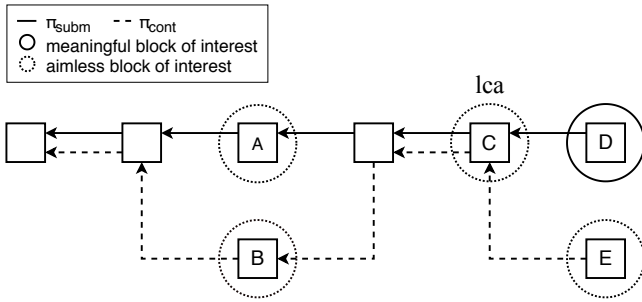 π_subm π_cont
meaningful block of interest
aimless block of interest
lca
A C D
B E